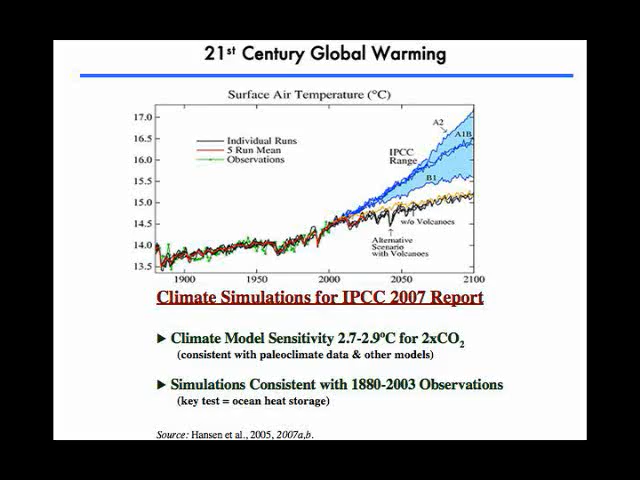 21st Century Global Warming
Surface Air Temperature (°C)
17.0
16.5
16.0
15.5
15.0
14.5
14.0
13.5
Individual Runs
5 Run Mean
Observations
A2
A1B
IPCC
Range
B1
w/o Volcanoes
Alternative
Scenario
with Volcanoes
1900 1950 2000 2050 2100
Climate Simulations for IPCC 2007 Report
▶ Climate Model Sensitivity 2.7-2.9°C for 2xCO2
(consistent with paleoclimate data & other models)
▶ Simulations Consistent with 1880-2003 Observations
(key test = ocean heat storage)
Source: Hansen et al., 2005, 2007a,b.